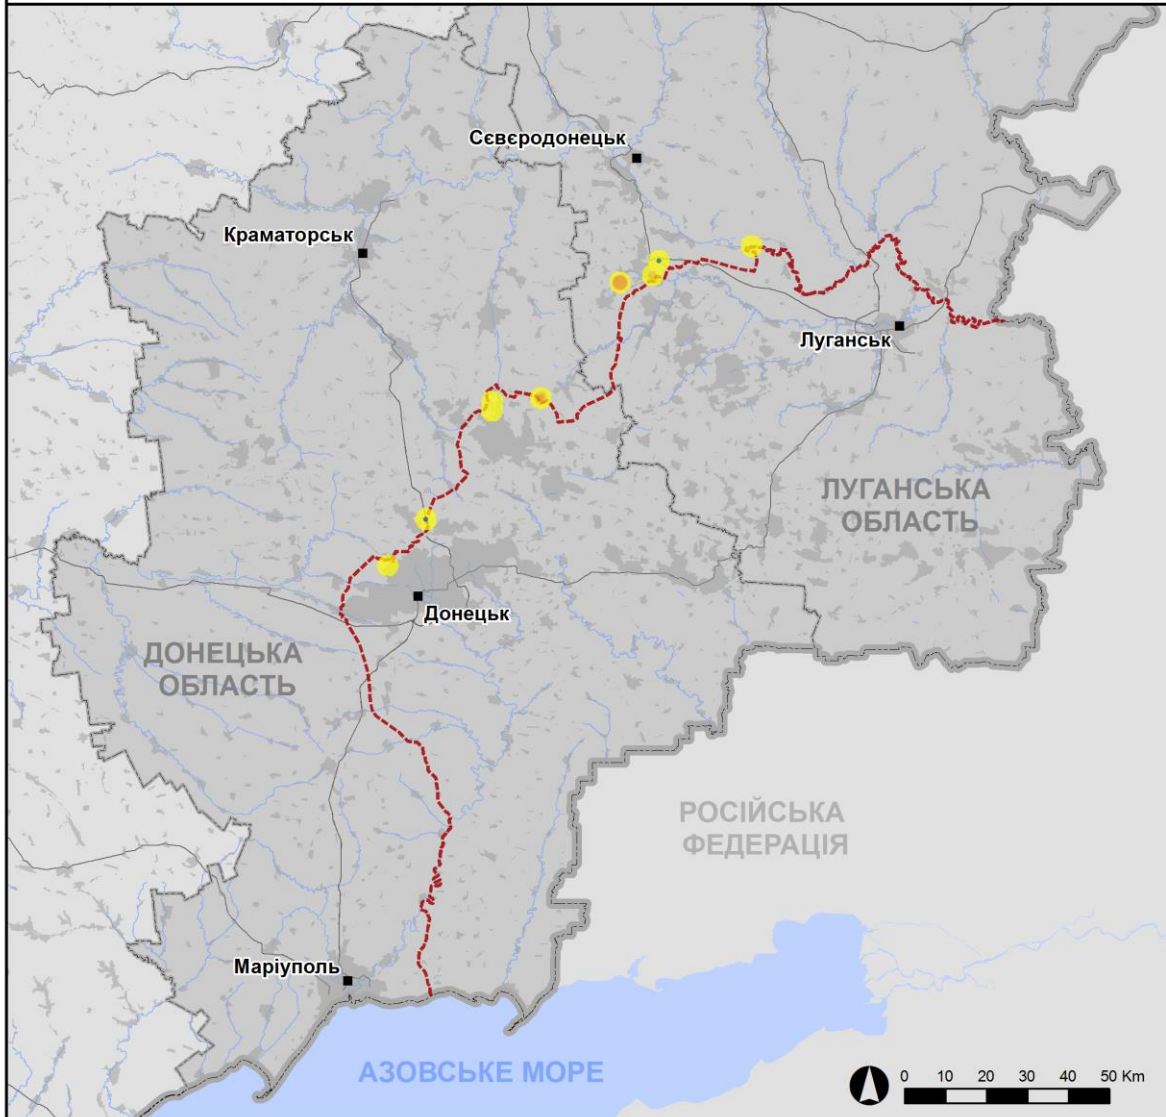 Сєвєродонецьк
Краматорськ
Луганськ
ЛУГАНСЬКА
ОБЛАСТЬ
Донецьк
ДОНЕЦЬКА
ОБЛАСТЬ
РОСІЙСЬКА
ФЕДЕРАЦІЯ
Маріуполь
АЗОВСЬКЕ МОРЕ
0 10 20 30 40 50 Km